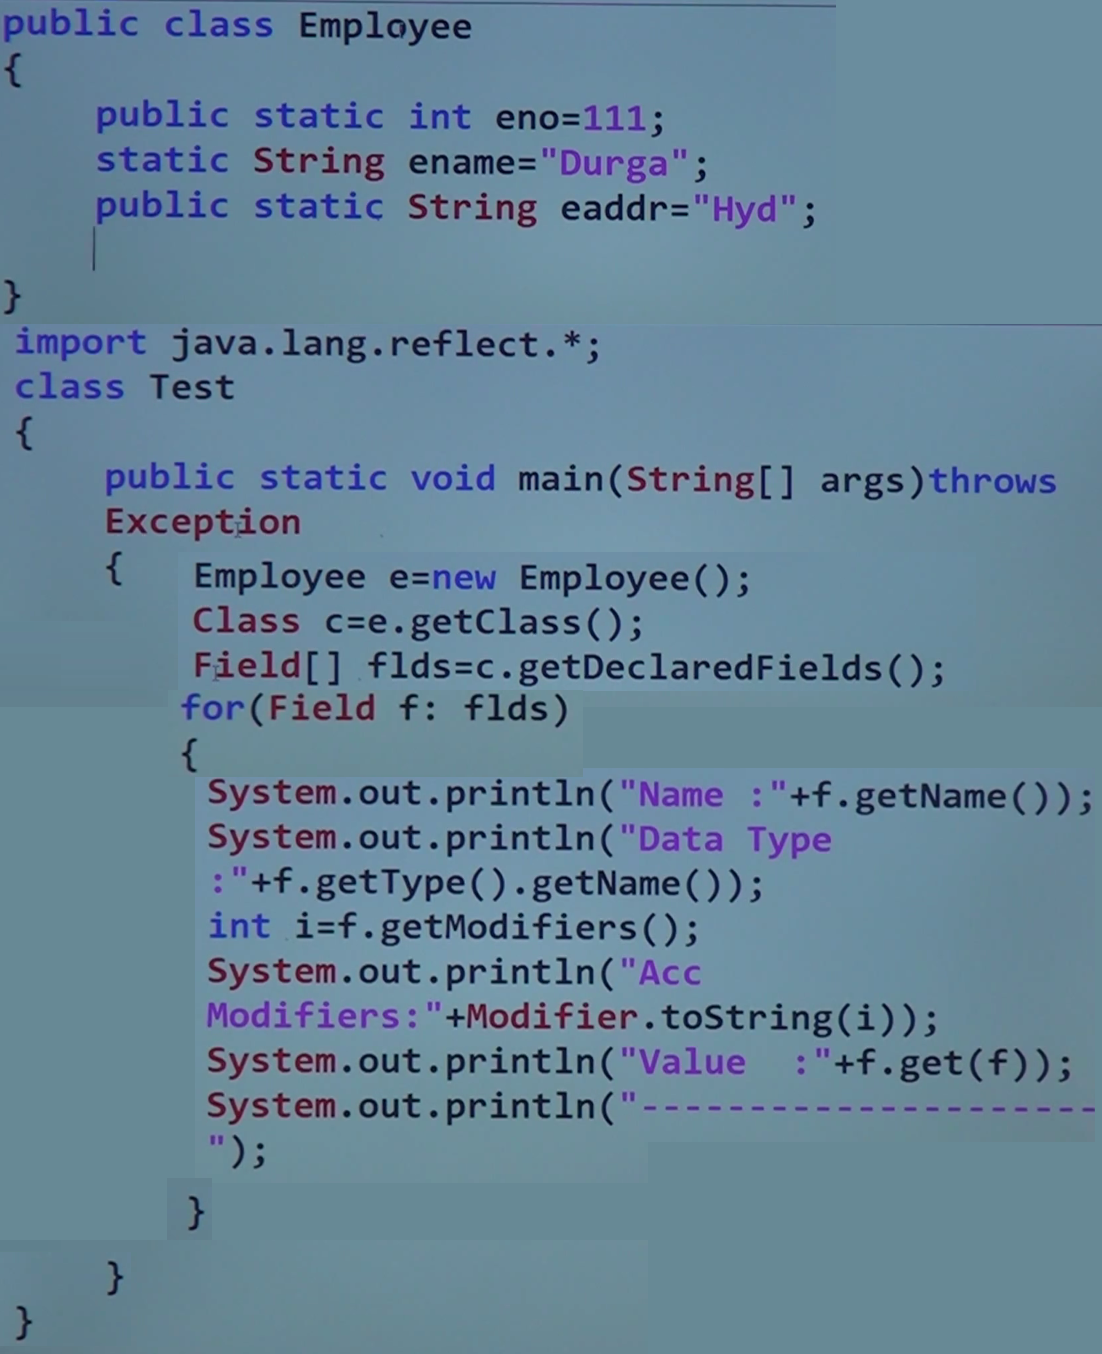 public class Employee
{
public static int eno=111;
static String ename="Durga";
public static String eaddr="Hyd";
}
import java.lang.reflect.*;
class Test
{
public static void main(String[] args)throws
Exception
{ Employee e=new Employee();
Class c=e.getClass();
Field[] flds=c.getDeclaredFields();
for(Field f: flds)
{
System.out.println("Name :"+f.getName());
System.out.println("Data Type
:"+f.getType().getName());
int i=f.getModifiers();
System.out.println("Acc
Modifiers:"+Modifier.toString(i));
System.out.println("Value  :"+f.get(f));
System.out.println("---------------------
");
}
}
}